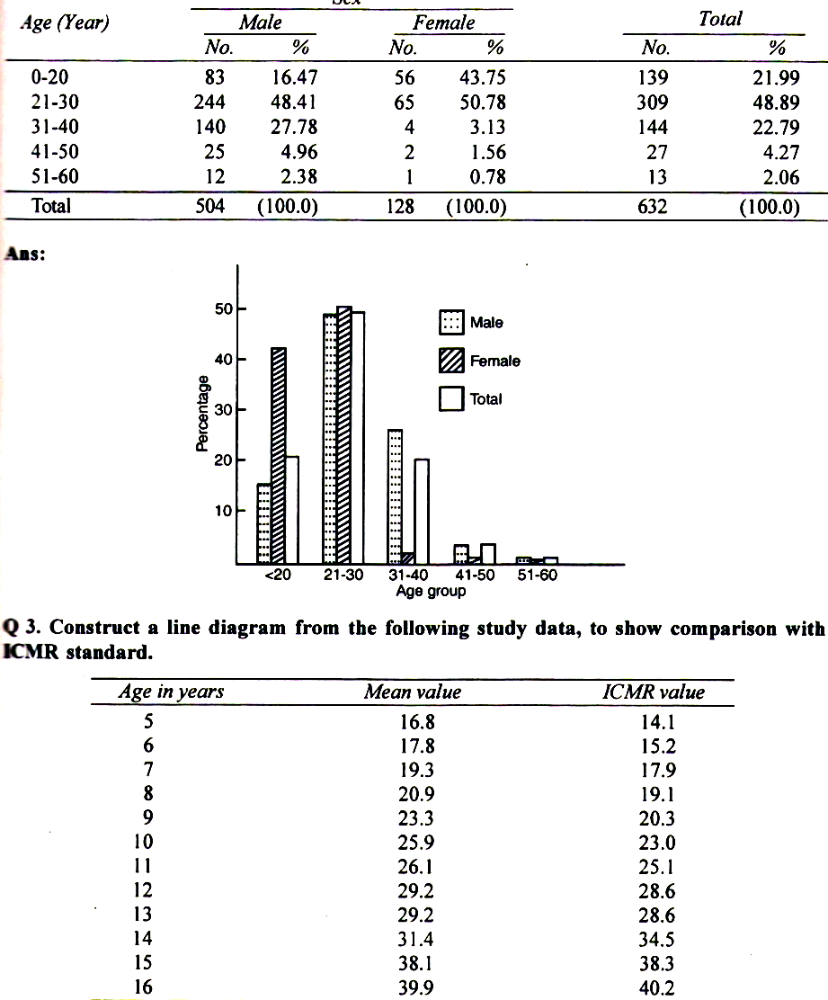 Sex
Age (Year) Male Female Total
No. % No. % No. %
0-20 83 16.47 56 43.75 139 21.99
21-30 244 48.41 65 50.78 309 48.89
31-40 140 27.78 4 3.13 144 22.79
41-50 25 4.96 2 1.56 27 4.27
51-60 12 2.38 1 0.78 13 2.06
Total 504 (100.0) 128 (100.0) 632 (100.0)
Ans:
50
40
30
20
10
Percentage
Male
Female
Total
<20 21-30 31-40 41-50 51-60
Age group
Q 3. Construct a line diagram from the following study data, to show comparison with
ICMR standard.
Age in years Mean value ICMR value
5 16.8 14.1
6 17.8 15.2
7 19.3 17.9
8 20.9 19.1
9 23.3 20.3
10 25.9 23.0
11 26.1 25.1
12 29.2 28.6
13 29.2 28.6
14 31.4 34.5
15 38.1 38.3
16 39.9 40.2